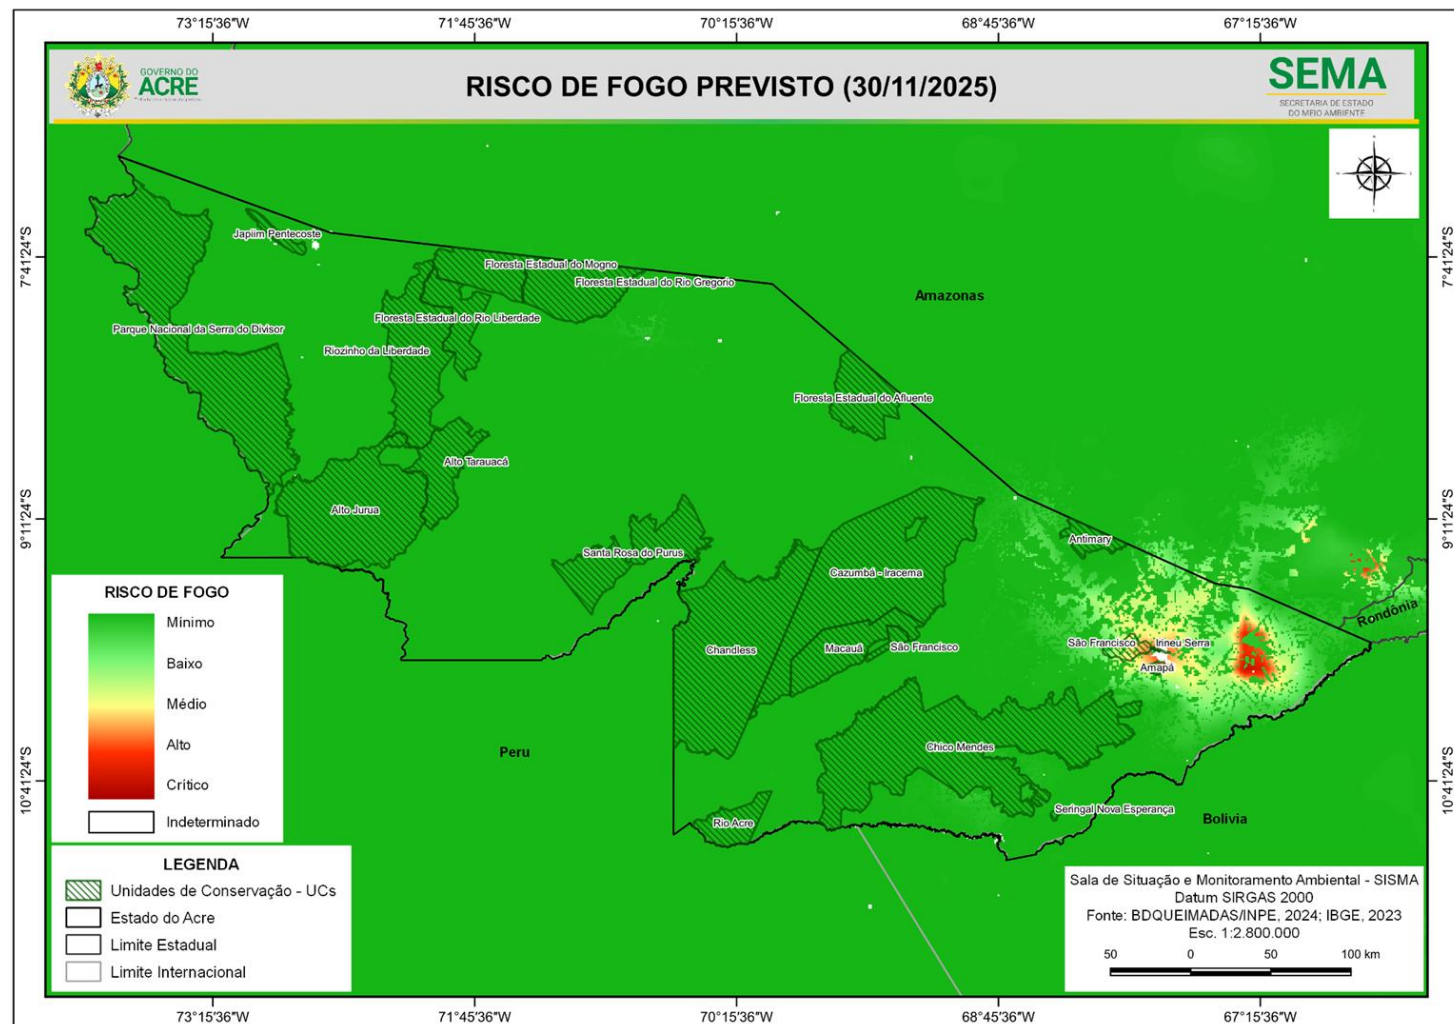 73°15'36"W 71°45'36"W 70°15'36"W 68°45'36"W 67°15'36"W
GOVERNO DO
ACRE
RISCO DE FOGO PREVISTO (30/11/2025)
SEMA
SECRETARIA DE ESTADO
DO MEIO AMBIENTE
7°41'24"S
7°41'24"S
Japiim Pentecoste
Floresta Estadual do Mogno
Floresta Estadual do Rio Gregorio
Amazonas
Floresta Estadual do Rio Liberdade
Parque Nacional da Serra do Divisor
Riozinho da Liberdade
Floresta Estadual do Afluente
Alto Tarauacá
Alto Jurua
9°11'24"S
9°11'24"S
Antimary
Santa Rosa do Purus
Cazumbá - Iracema
Rondônia
Chandless
Macauã
São Francisco
São Francisco
Irineu Serra
Amapá
Peru
Chico Mendes
10°41'24"S
10°41'24"S
Seringal Nova Esperança
Bolivia
Rio Acre
RISCO DE FOGO
Mínimo
Baixo
Médio
Alto
Crítico
Indeterminado
LEGENDA
Unidades de Conservação - UCs
Estado do Acre
Limite Estadual
Limite Internacional
Sala de Situação e Monitoramento Ambiental - SISMA
Datum SIRGAS 2000
Fonte: BDQUEIMADAS/INPE, 2024; IBGE, 2023
Esc. 1:2.800.000
50 0 50 100 km
73°15'36"W 71°45'36"W 70°15'36"W 68°45'36"W 67°15'36"W